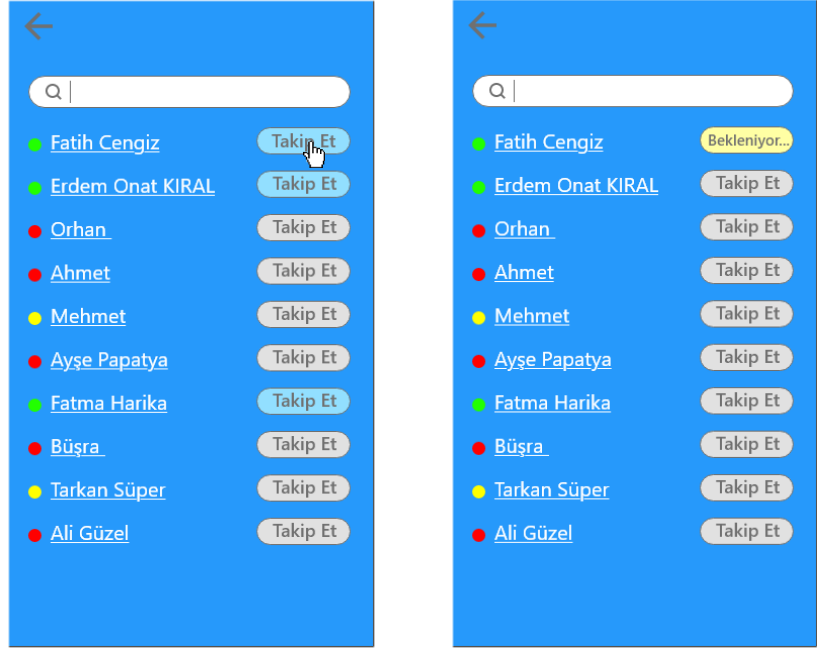 Fatih Cengiz Takip Et
Erdem Onat KIRAL Takip Et
Orhan Takip Et
Ahmet Takip Et
Mehmet Takip Et
Ayşe Papatya Takip Et
Fatma Harika Takip Et
Büşra Takip Et
Tarkan Süper Takip Et
Ali Güzel Takip Et
Fatih Cengiz Bekleniyor...
Erdem Onat KIRAL Takip Et
Orhan Takip Et
Ahmet Takip Et
Mehmet Takip Et
Ayşe Papatya Takip Et
Fatma Harika Takip Et
Büşra Takip Et
Tarkan Süper Takip Et
Ali Güzel Takip Et